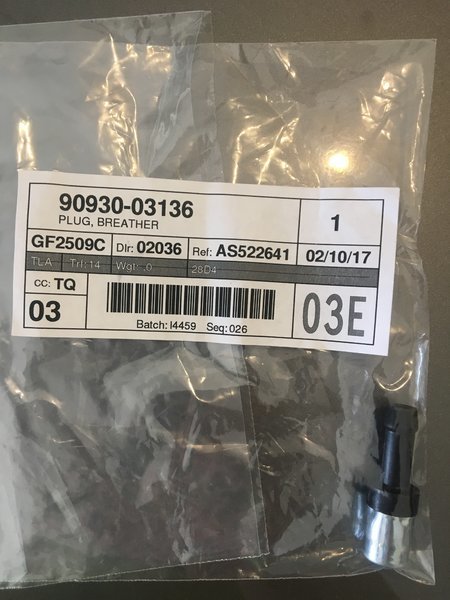 90930-03136
PLUG, BREATHER
1
GF2509C Dlr: 02036 Ref: AS522641 02/10/17
TLA Trl: 14 Wgt: .0 28D4
CC: TQ
03
03E
Batch: I4459 Seq: 026